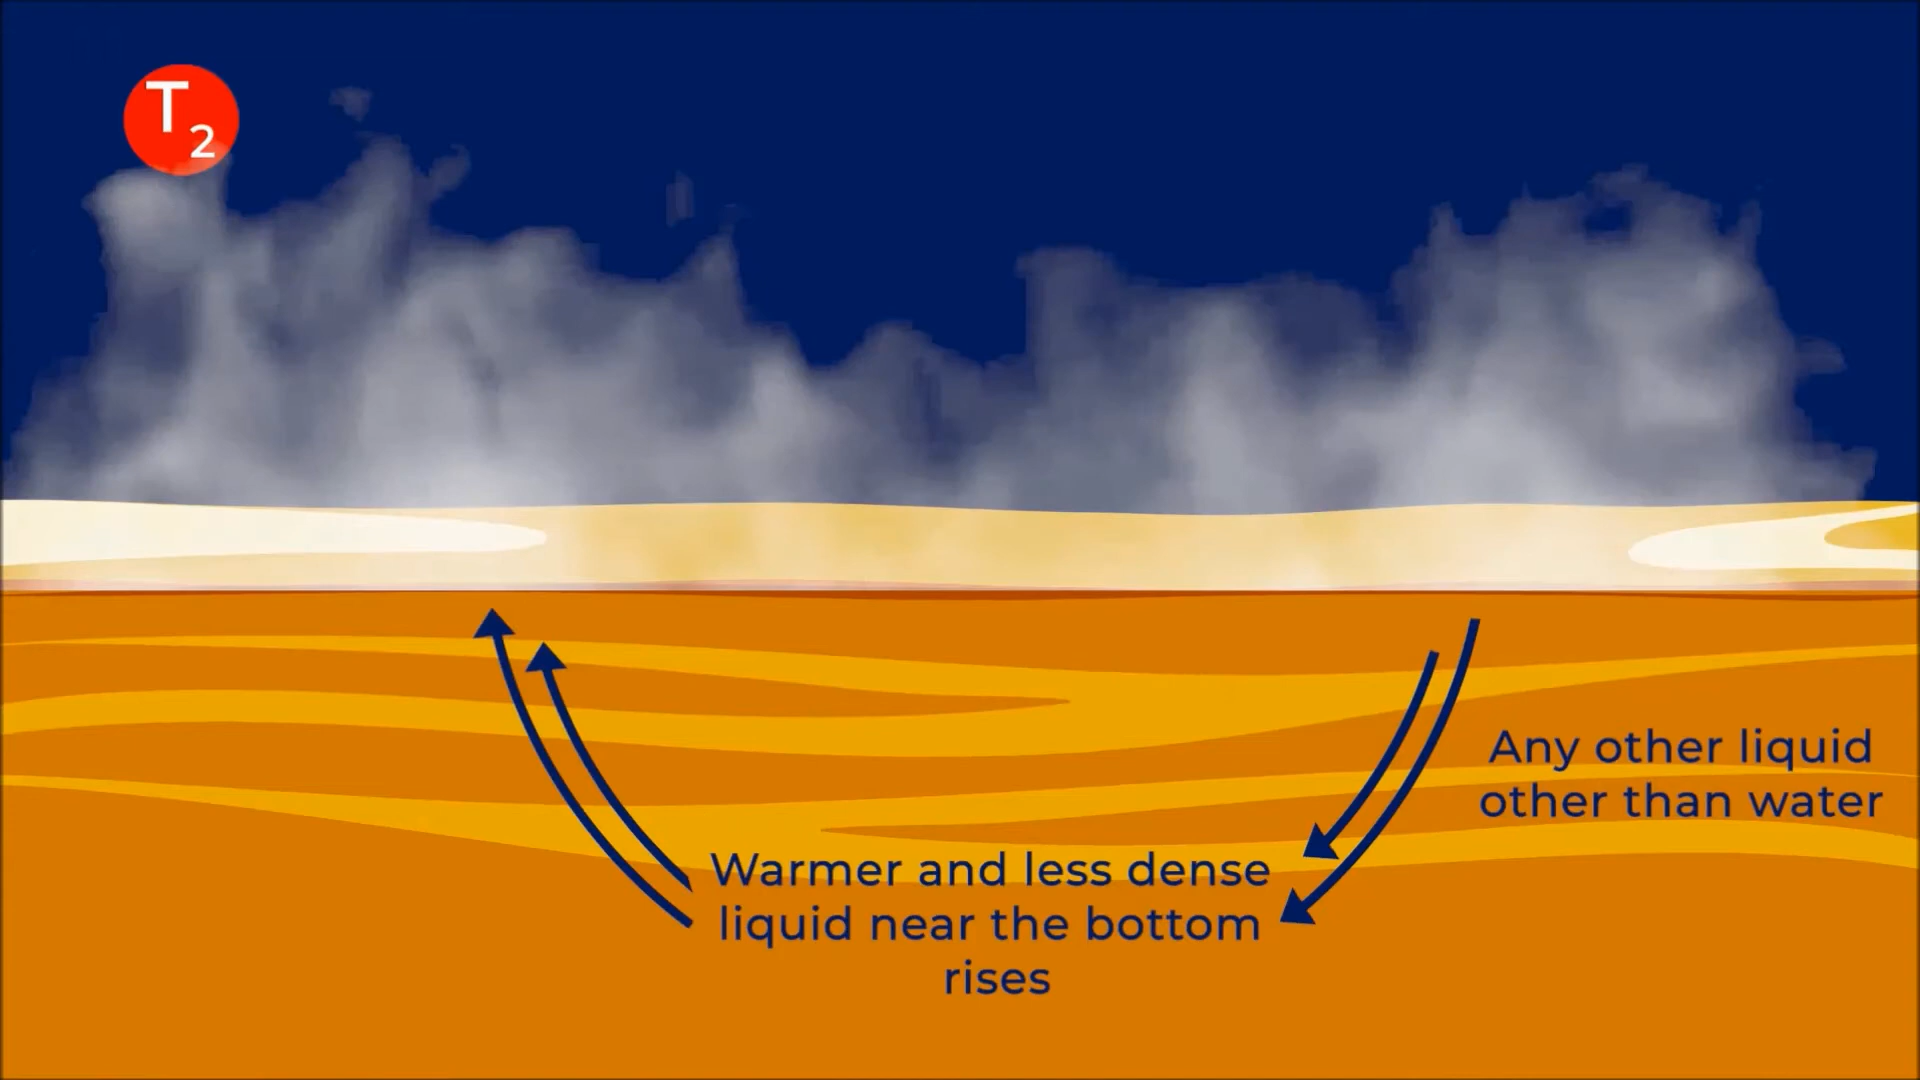 T2
Any other liquid
other than water
Warmer and less dense
liquid near the bottom
rises